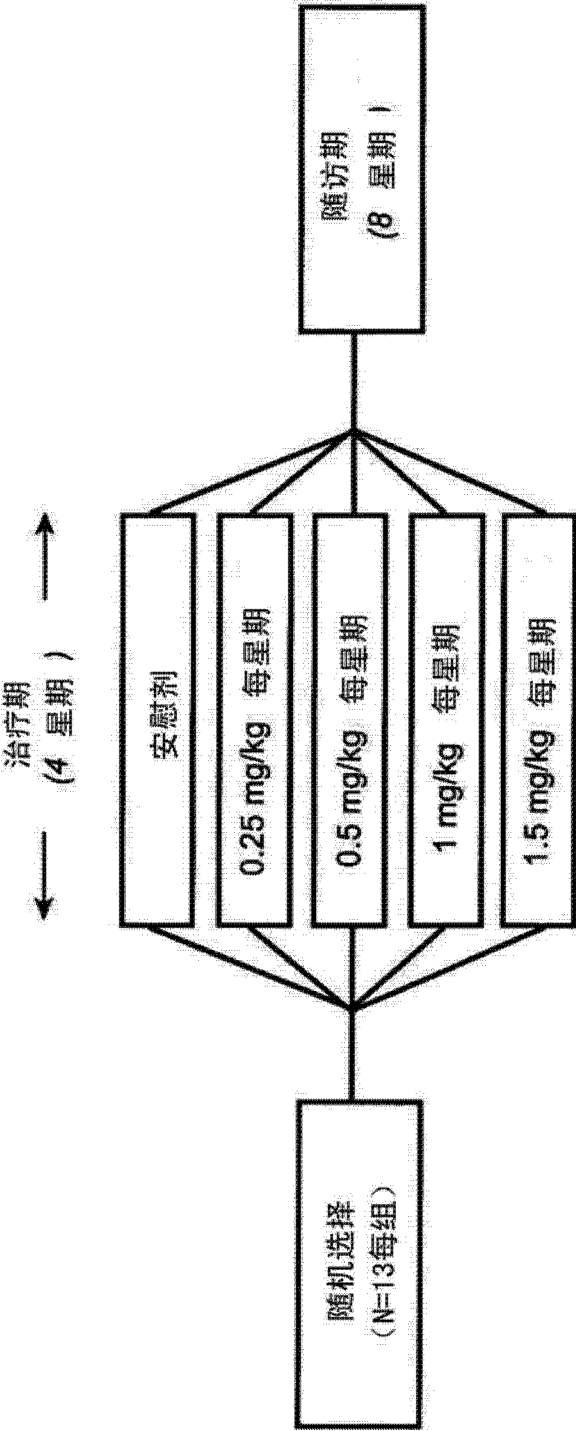 治疗期
(4 星期 )
随机选择
（N=13每组）
安慰剂
0.25 mg/kg 每星期
0.5 mg/kg 每星期
1 mg/kg 每星期
1.5 mg/kg 每星期
随访期
(8 星期 )